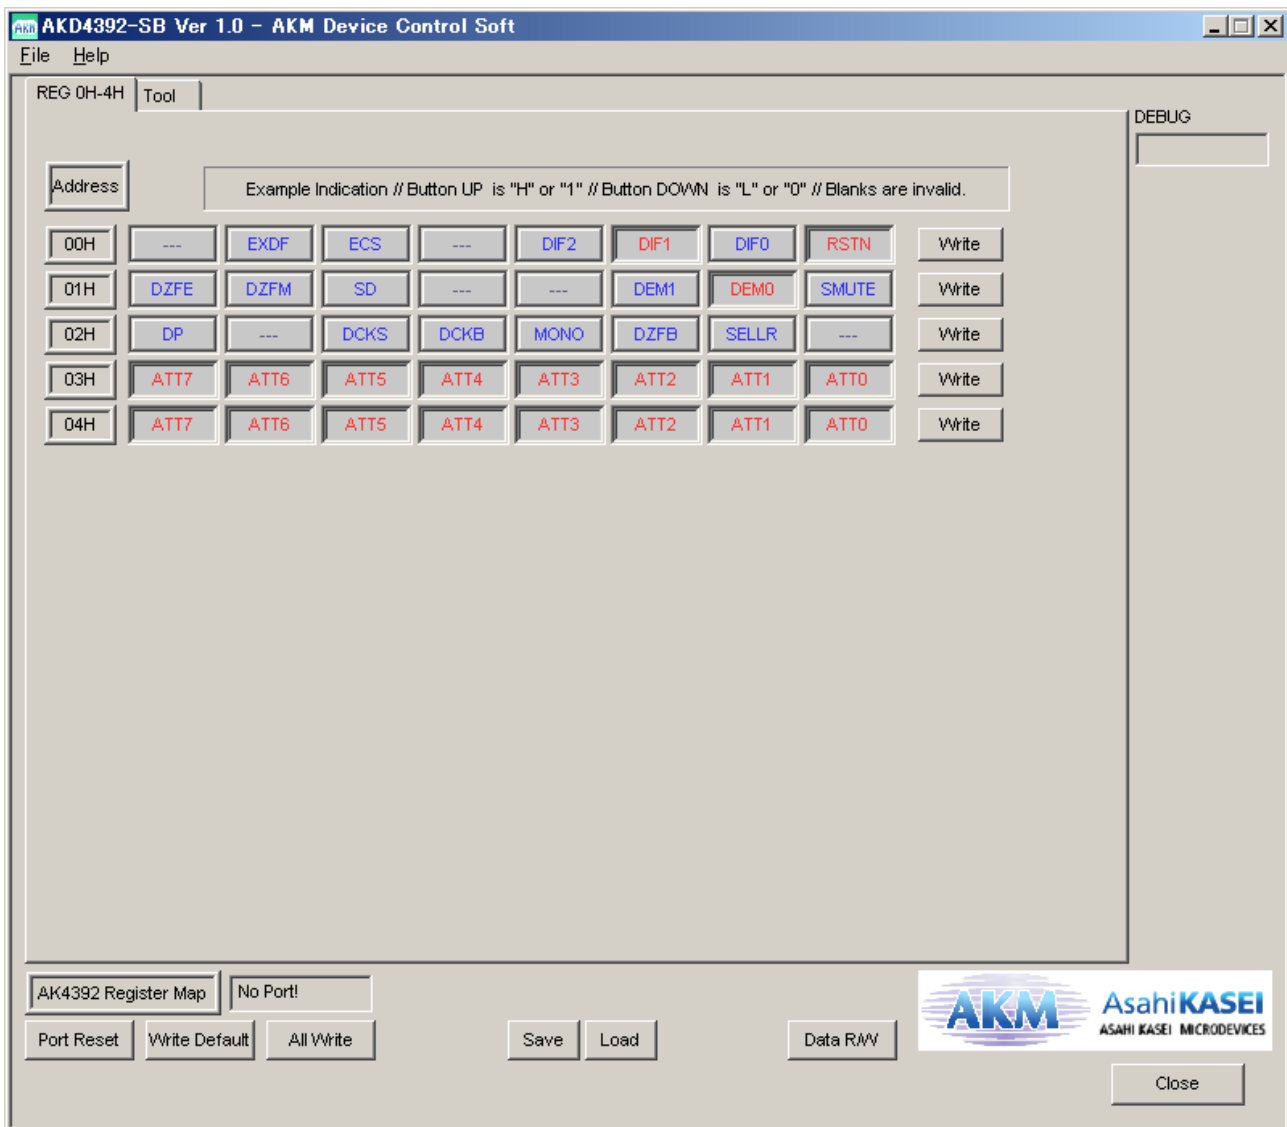 AKM AKD4392-SB Ver 1.0 - AKM Device Control Soft
File Help
REG 0H-4H Tool
DEBUG
Address Example Indication // Button UP is "H" or "1" // Button DOWN is "L" or "0" // Blanks are invalid.
00H --- EXDF ECS --- DIF2 DIF1 DIF0 RSTN Write
01H DZFE DZFM SD --- --- DEM1 DEM0 SMUTE Write
02H DP --- DCKS DCKB MONO DZFB SELLR --- Write
03H ATT7 ATT6 ATT5 ATT4 ATT3 ATT2 ATT1 ATT0 Write
04H ATT7 ATT6 ATT5 ATT4 ATT3 ATT2 ATT1 ATT0 Write
AK4392 Register Map No Port!
AKM AsahiKASEI
ASAHI KASEI MICRODEVICES
Port Reset Write Default All Write Save Load Data R/W
Close